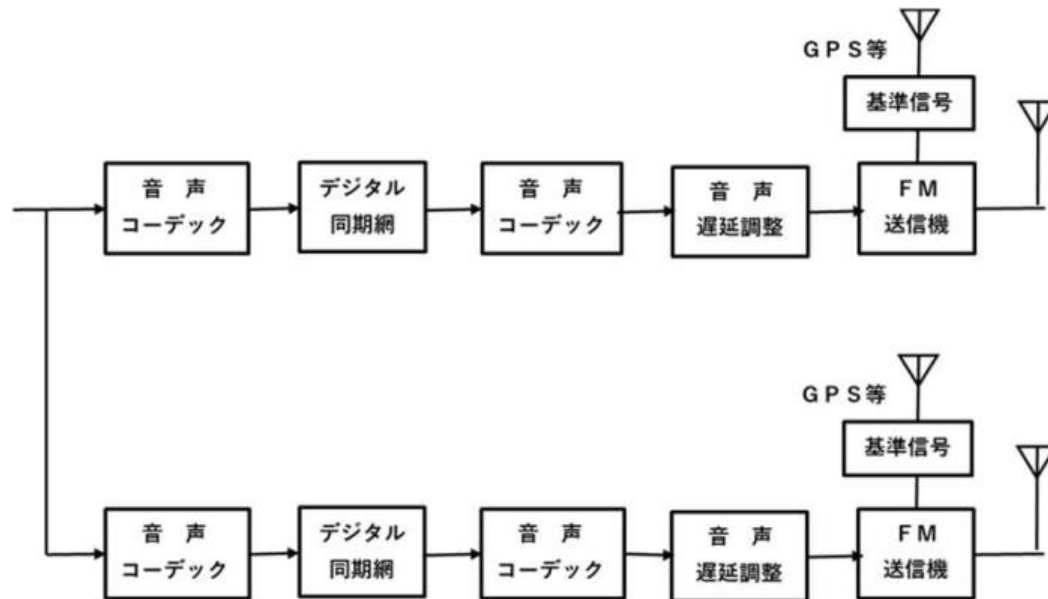 GPS等
基準信号
音声
コーデック
デジタル
同期網
音声
コーデック
音声
遅延調整
FM
送信機
GPS等
基準信号
音声
コーデック
デジタル
同期網
音声
コーデック
音声
遅延調整
FM
送信機